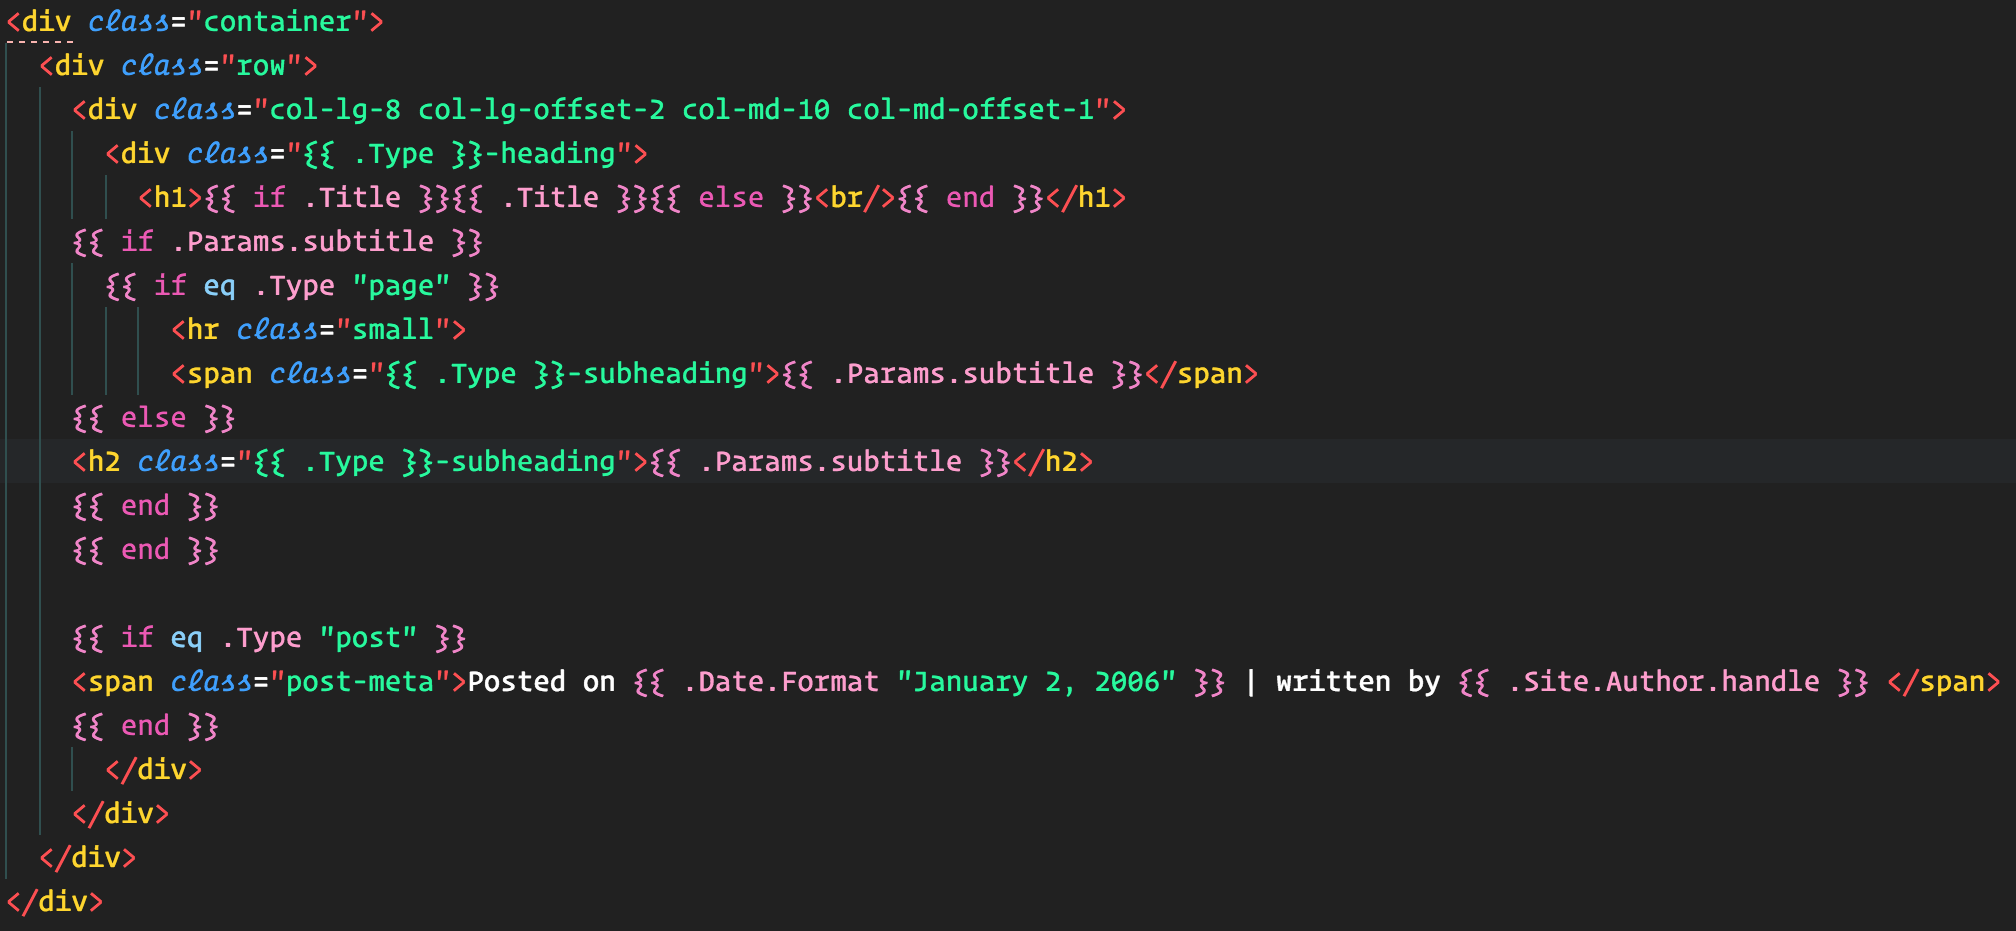 <div class="container">
  <div class="row">
    <div class="col-lg-8 col-lg-offset-2 col-md-10 col-md-offset-1">
      <div class="{{ .Type }}-heading">
        <h1>{{ if .Title }}{{ .Title }}{{ else }}<br/>{{ end }}</h1>
    {{ if .Params.subtitle }}
      {{ if eq .Type "page" }}
          <hr class="small">
          <span class="{{ .Type }}-subheading">{{ .Params.subtitle }}</span>
    {{ else }}
    <h2 class="{{ .Type }}-subheading">{{ .Params.subtitle }}</h2>
    {{ end }}
    {{ end }}

    {{ if eq .Type "post" }}
    <span class="post-meta">Posted on {{ .Date.Format "January 2, 2006" }} | written by {{ .Site.Author.handle }} </span>
    {{ end }}
      </div>
    </div>
  </div>
</div>